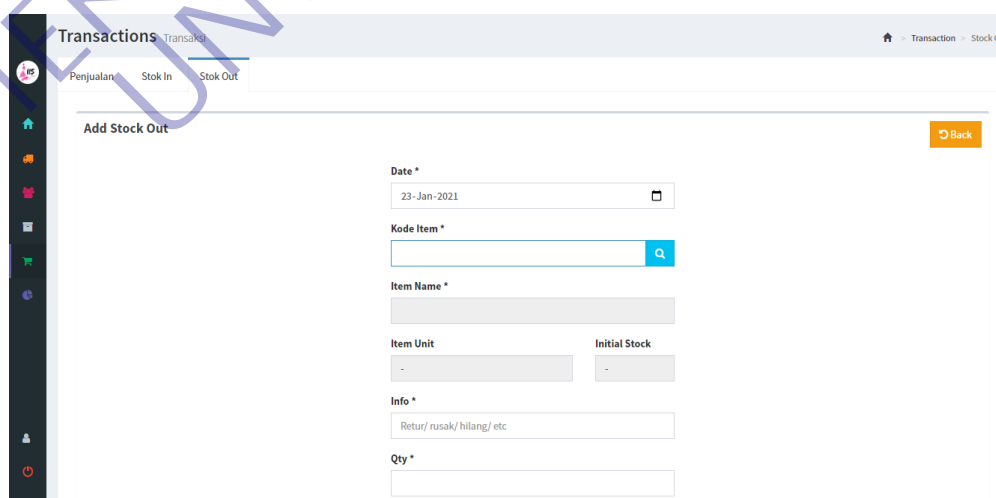 Transactions Transaksi
> Transaction > Stock
Penjualan Stok In Stok Out
Add Stock Out
Back
Date *
23-Jan-2021
Kode Item *
Item Name *
Item Unit Initial Stock
- -
Info *
Retur/ rusak/ hilang/ etc
Qty *
UN